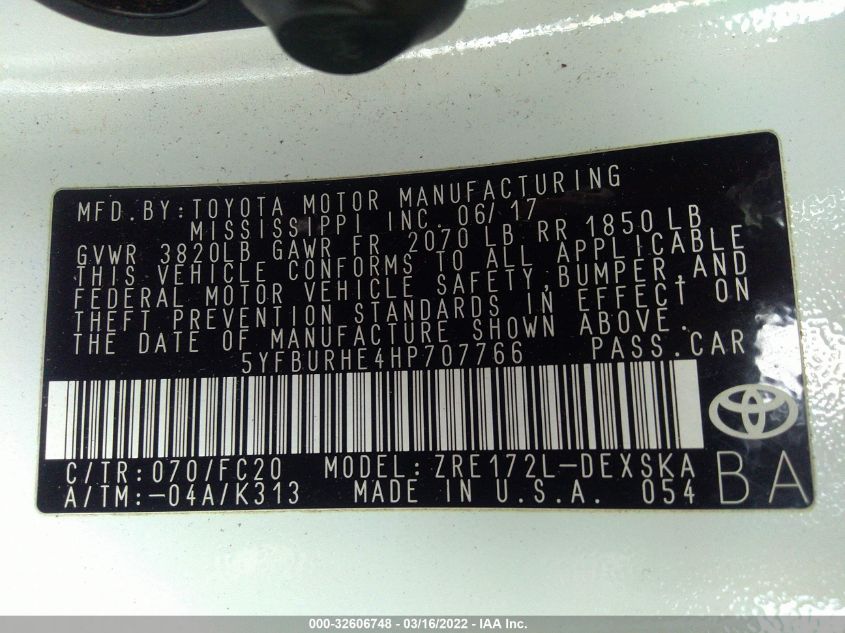 MFD. BY: TOYOTA MOTOR MANUFACTURING
MISSISSIPPI INC. 06/17
GVWR 3820LB GAWR FR 2070 LB RR 1850 LB
THIS VEHICLE CONFORMS TO ALL APPLICABLE
FEDERAL MOTOR VEHICLE SAFETY, BUMPER, AND
THEFT PREVENTION STANDARDS IN EFFECT ON
THE DATE OF MANUFACTURE SHOWN ABOVE.
5YFBURHE4HP707766 PASS. CAR
C/TR: 070/FC20 MODEL: ZRE172L-DEXSKA
A/TM: -04A/K313 MADE IN U.S.A. 054
BA
000-32606748 - 03/16/2022 - IAA Inc.